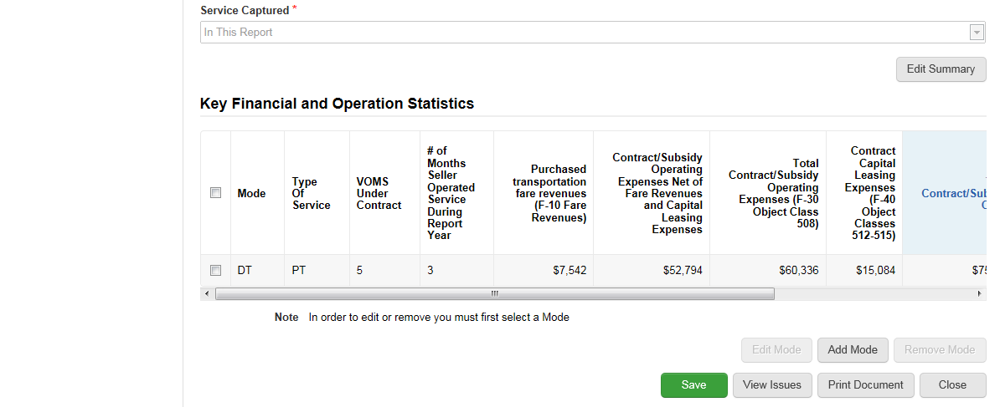 Service Captured *
In This Report
Edit Summary
Key Financial and Operation Statistics
Mode
Type
Of
Service
VOMS
Under
Contract
# of
Months
Seller
Operated
Service
During
Report
Year
Purchased
transportation
fare revenues
(F-10 Fare
Revenues)
Contract/Subsidy
Operating
Expenses Net of
Fare Revenues
and Capital
Leasing
Expenses
Total
Contract/Subsidy
Operating
Expenses (F-30
Object Class
508)
Contract
Capital
Leasing
Expenses
(F-40
Object
Classes
512-515)
DT PT 5 3 $7,542 $52,794 $60,336 $15,084
Note In order to edit or remove you must first select a Mode
Edit Mode Add Mode Remove Mode
Save View Issues Print Document Close